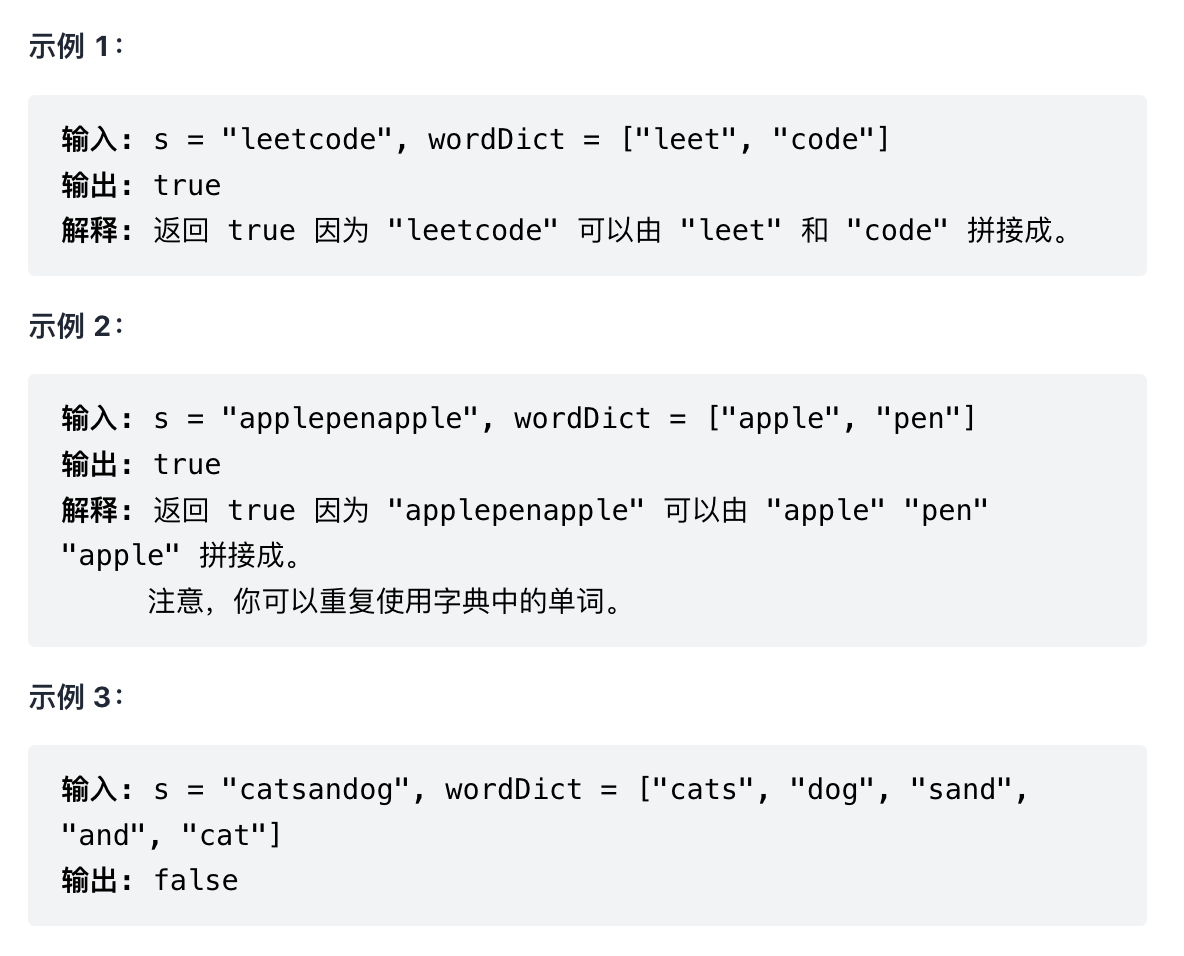 示例 1：
输入: s = "leetcode", wordDict = ["leet", "code"]
输出: true
解释: 返回 true 因为 "leetcode" 可以由 "leet" 和 "code" 拼接成。
示例 2：
输入: s = "applepenapple", wordDict = ["apple", "pen"]
输出: true
解释: 返回 true 因为 "applepenapple" 可以由 "apple" "pen"
"apple" 拼接成。
注意，你可以重复使用字典中的单词。
示例 3：
输入: s = "catsandog", wordDict = ["cats", "dog", "sand",
"and", "cat"]
输出: false